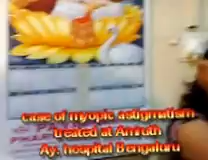 case of myopic astigmatism
treated at Amruth
Ay. hospital Bengaluru